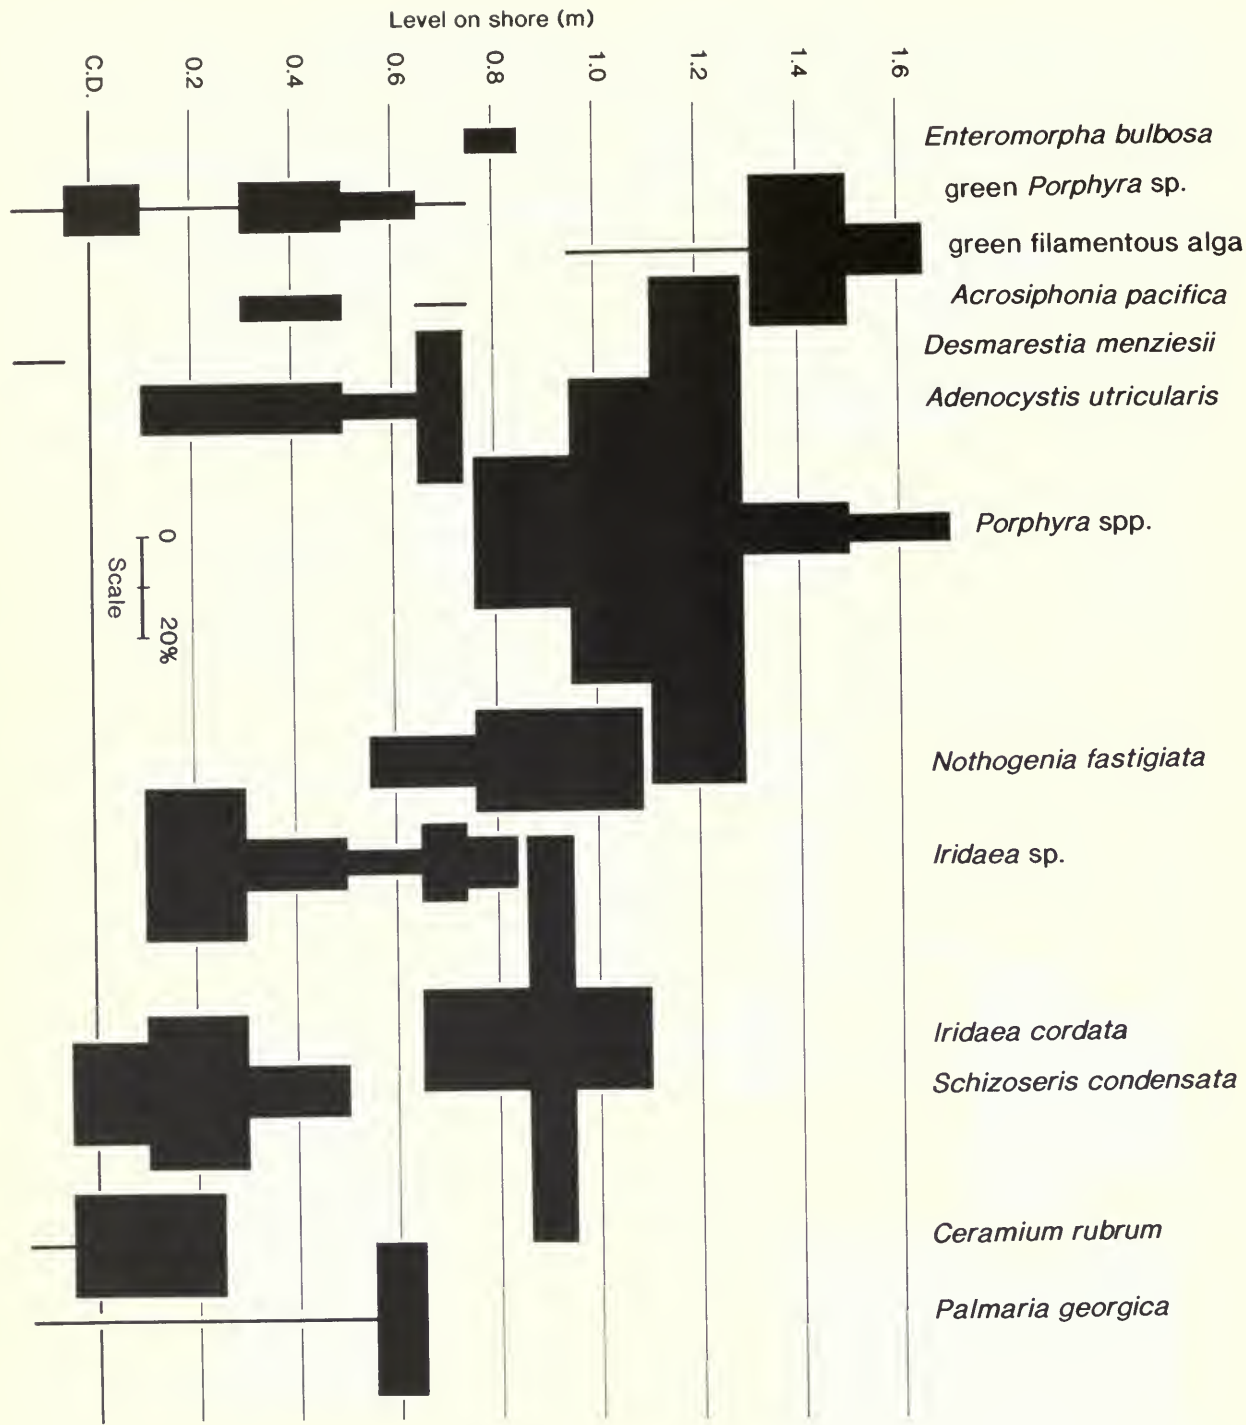 Level on shore (m)
C.D.
0.2
0.4
0.6
0.8
1.0
1.2
1.4
1.6
Enteromorpha bulbosa
green Porphyra sp.
green filamentous alga
Acrosiphonia pacifica
Desmarestia menziesii
Adenocystis utricularis
Porphyra spp.
0
20%
Scale
Nothogenia fastigiata
Iridaea sp.
Iridaea cordata
Schizoseris condensata
Ceramium rubrum
Palmaria georgica